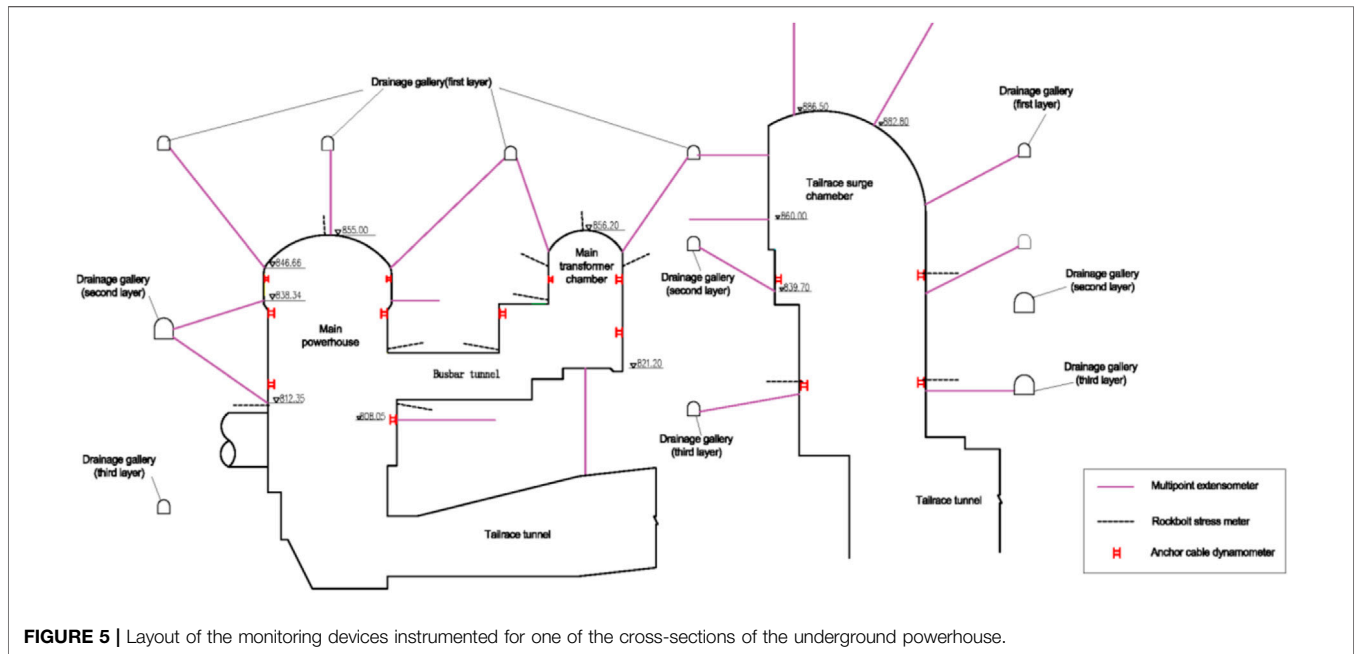 Drainage gallery(first layer)
886.50
882.80
Drainage gallery
(first layer)
Tailrace surge
chameber
855.00
856.20
860.00
846.66
Main
transformer
chamber
Drainage gallery
(second layer)
838.34
Drainage gallery
(second layer)
839.70
Drainage gallery
(second layer)
Main
powerhouse
Busbar tunnel
821.20
812.35
808.05
Drainage gallery
(third layer)
Drainage gallery
(third layer)
Drainage gallery
(third layer)
Tailrace tunnel
Tailrace tunnel
Multipoint extensometer
Rockbolt stress meter
Anchor cable dynamometer
FIGURE 5 | Layout of the monitoring devices instrumented for one of the cross-sections of the underground powerhouse.